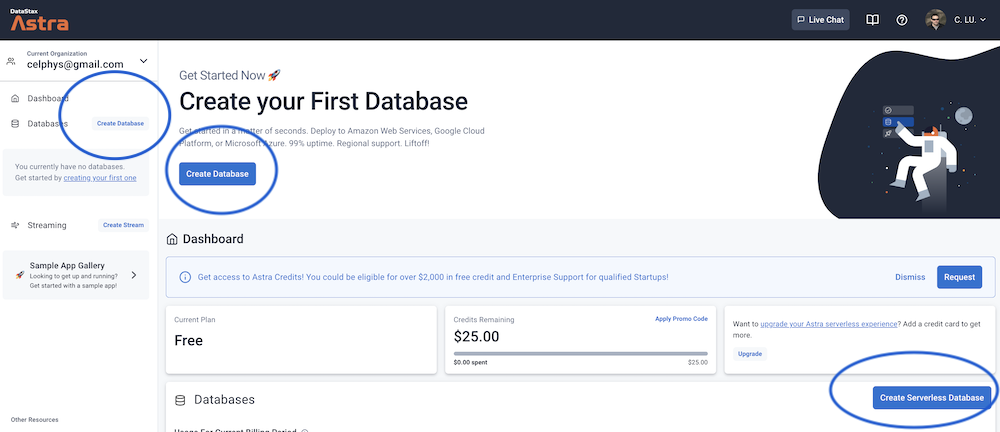 DataStax
Astra
Live Chat
C. LU.
Current Organization
celphys@gmail.com
Dashboard
Databases
Create Database
You currently have no databases.
Get started by creating your first one
Streaming
Create Stream
Sample App Gallery
Looking to get up and running?
Get started with a sample app!
Other Resources
Get Started Now 🚀
Create your First Database
Get started in a matter of seconds. Deploy to Amazon Web Services, Google Cloud
Platform, or Microsoft Azure. 99% uptime. Regional support. Liftoff!
Create Database
Dashboard
Get access to Astra Credits! You could be eligible for over $2,000 in free credit and Enterprise Support for qualified Startups!
Dismiss
Request
Current Plan
Free
Credits Remaining
Apply Promo Code
$25.00
$0.00 spent
$25.00
Want to upgrade your Astra serverless experience? Add a credit card to get
more.
Upgrade
Databases
Create Serverless Database
Usage For Current Billing Period